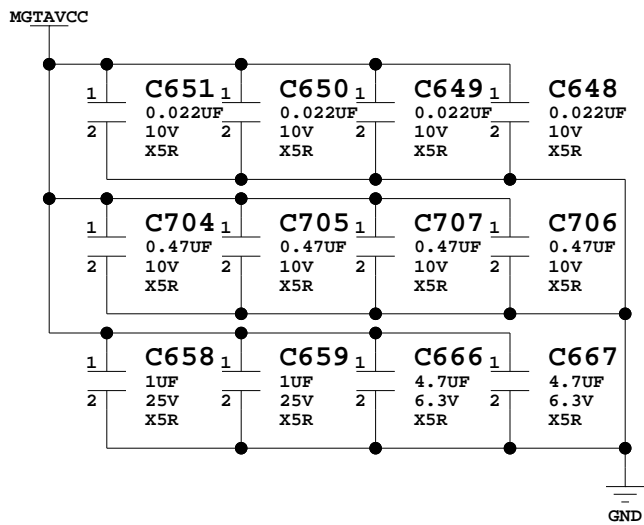 MGTAVCC
1 C651 1 C650 1 C649 1 C648
0.022UF 0.022UF 0.022UF 0.022UF
2 10V 2 10V 2 10V 2 10V
X5R X5R X5R X5R
1 C704 1 C705 1 C707 1 C706
0.47UF 0.47UF 0.47UF 0.47UF
2 10V 2 10V 2 10V 2 10V
X5R X5R X5R X5R
1 C658 1 C659 1 C666 1 C667
1UF 1UF 4.7UF 4.7UF
2 25V 2 25V 2 6.3V 2 6.3V
X5R X5R X5R X5R
GND